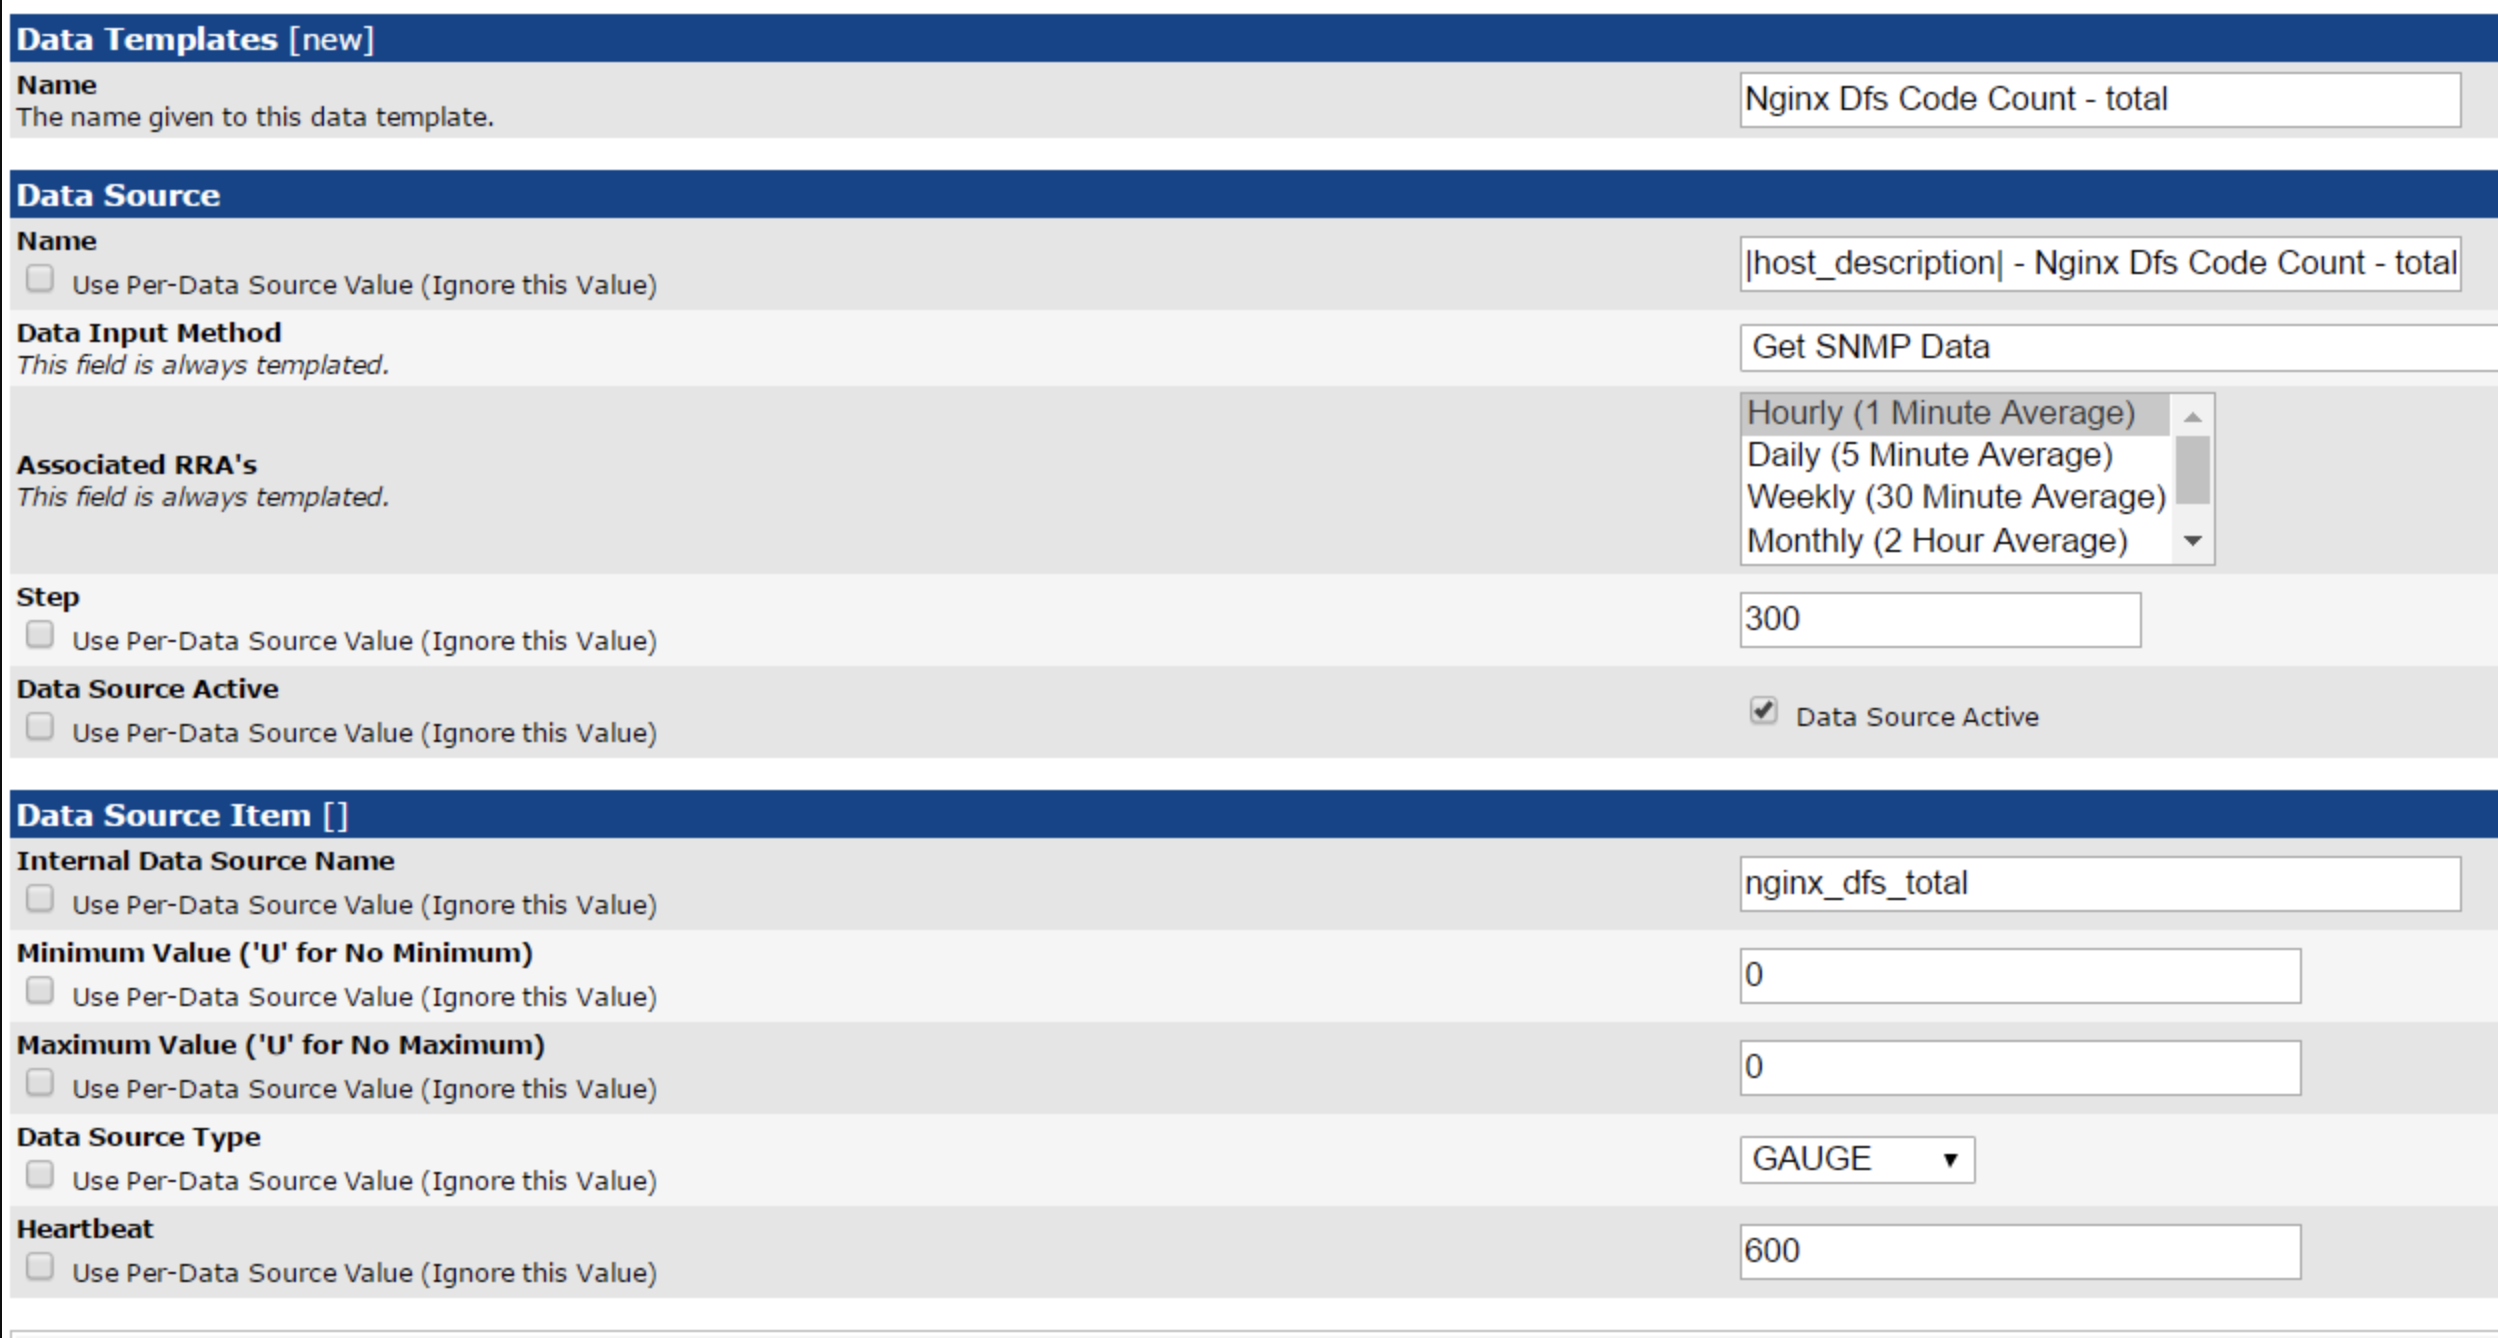 Data Templates [new]
Name
The name given to this data template.
Nginx Dfs Code Count - total
Data Source
Name
Use Per-Data Source Value (Ignore this Value)
|host_description| - Nginx Dfs Code Count - total
Data Input Method
This field is always templated.
Get SNMP Data
Associated RRA's
This field is always templated.
Hourly (1 Minute Average)
Daily (5 Minute Average)
Weekly (30 Minute Average)
Monthly (2 Hour Average)
Step
Use Per-Data Source Value (Ignore this Value)
300
Data Source Active
Use Per-Data Source Value (Ignore this Value)
Data Source Active
Data Source Item []
Internal Data Source Name
Use Per-Data Source Value (Ignore this Value)
nginx_dfs_total
Minimum Value ('U' for No Minimum)
Use Per-Data Source Value (Ignore this Value)
0
Maximum Value ('U' for No Maximum)
Use Per-Data Source Value (Ignore this Value)
0
Data Source Type
Use Per-Data Source Value (Ignore this Value)
GAUGE
Heartbeat
Use Per-Data Source Value (Ignore this Value)
600